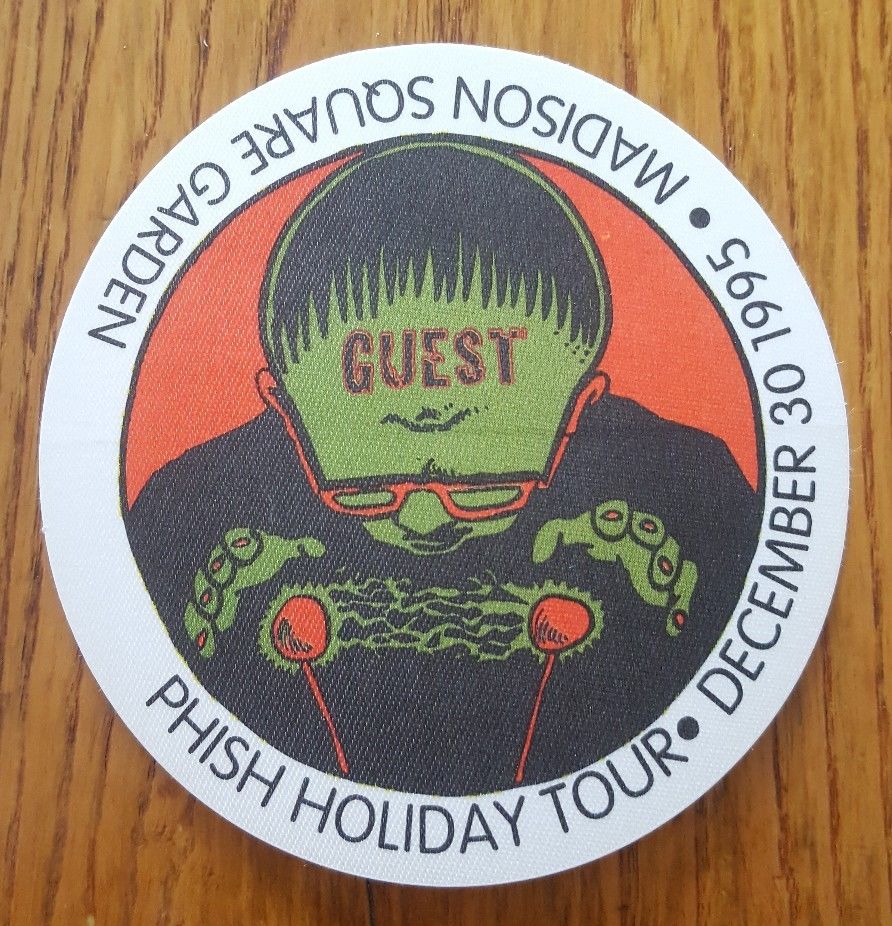 GUEST
PHISH HOLIDAY TOUR • DECEMBER 30 1995 • MADISON SQUARE GARDEN